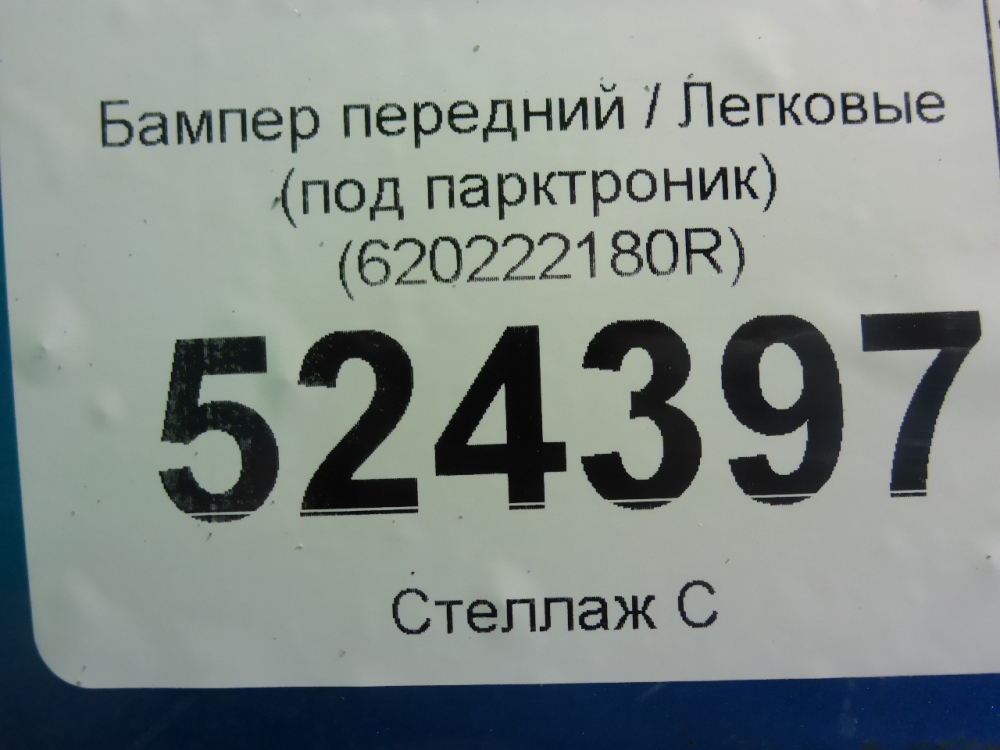 Бампер передний / Легковые
(под парктроник)
(620222180R)
524397
Стеллаж С